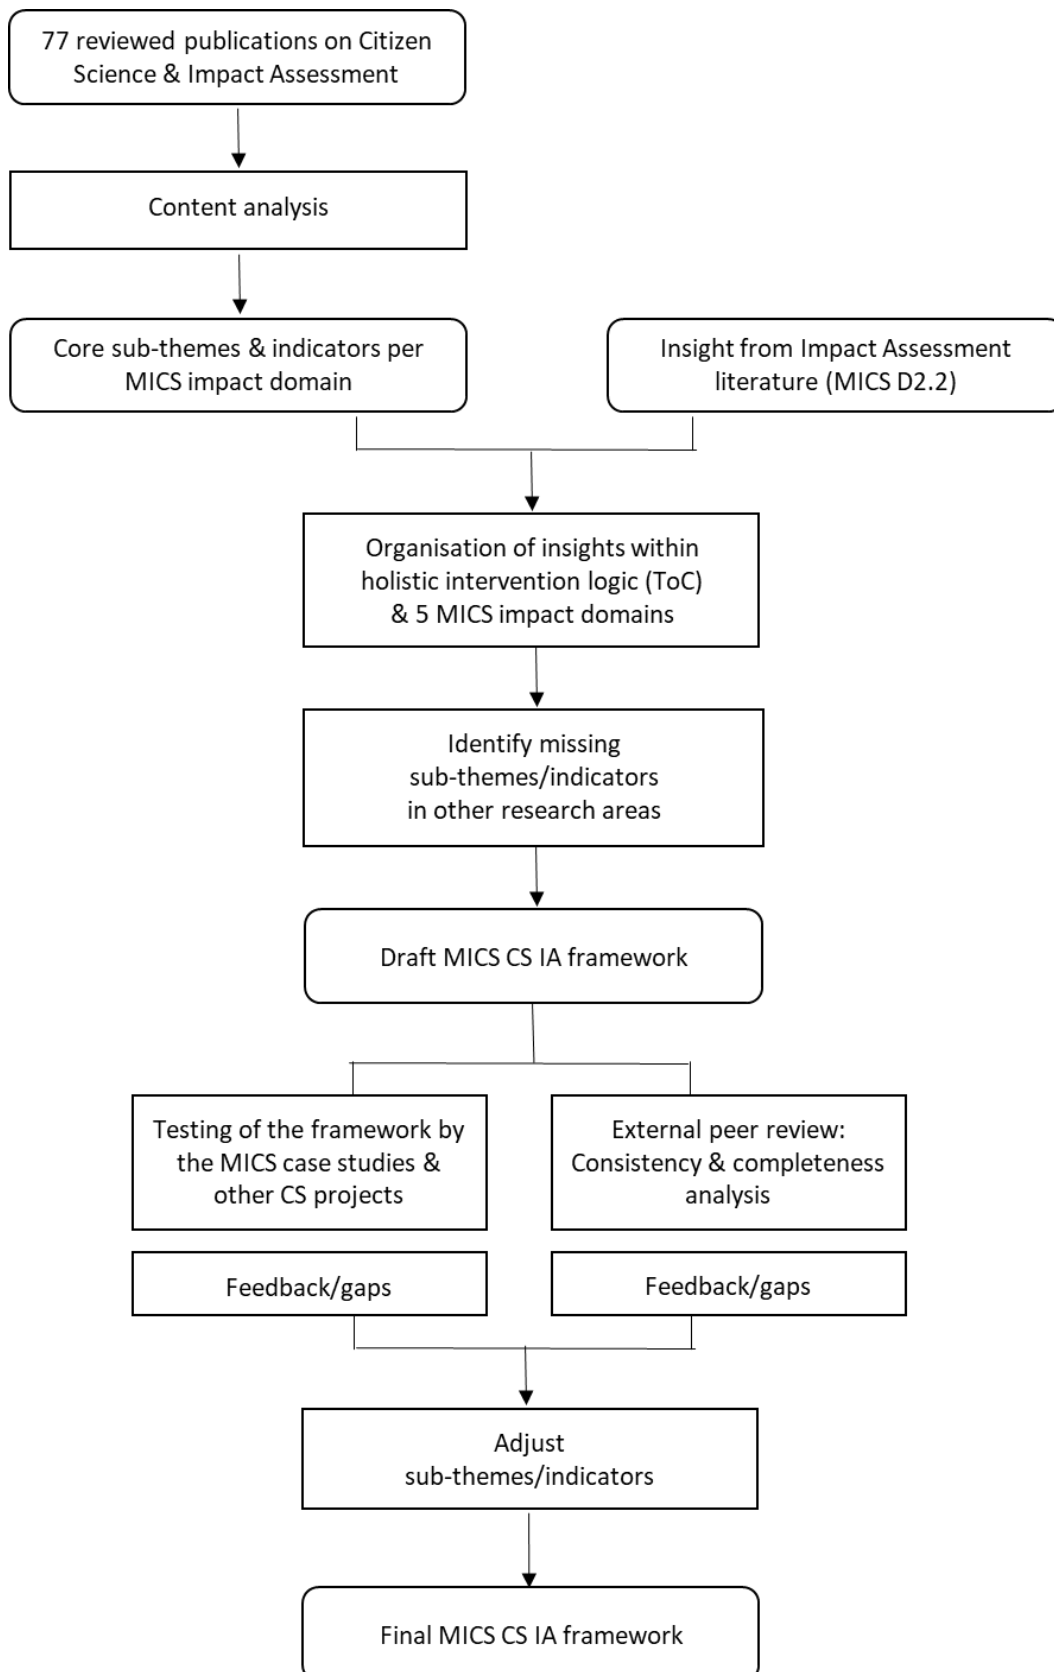 77 reviewed publications on Citizen
Science & Impact Assessment
Content analysis
Core sub-themes & indicators per
MICS impact domain
Insight from Impact Assessment
literature (MICS D2.2)
Organisation of insights within
holistic intervention logic (ToC)
& 5 MICS impact domains
Identify missing
sub-themes/indicators
in other research areas
Draft MICS CS IA framework
Testing of the framework by
the MICS case studies &
other CS projects
External peer review:
Consistency & completeness
analysis
Feedback/gaps
Feedback/gaps
Adjust
sub-themes/indicators
Final MICS CS IA framework